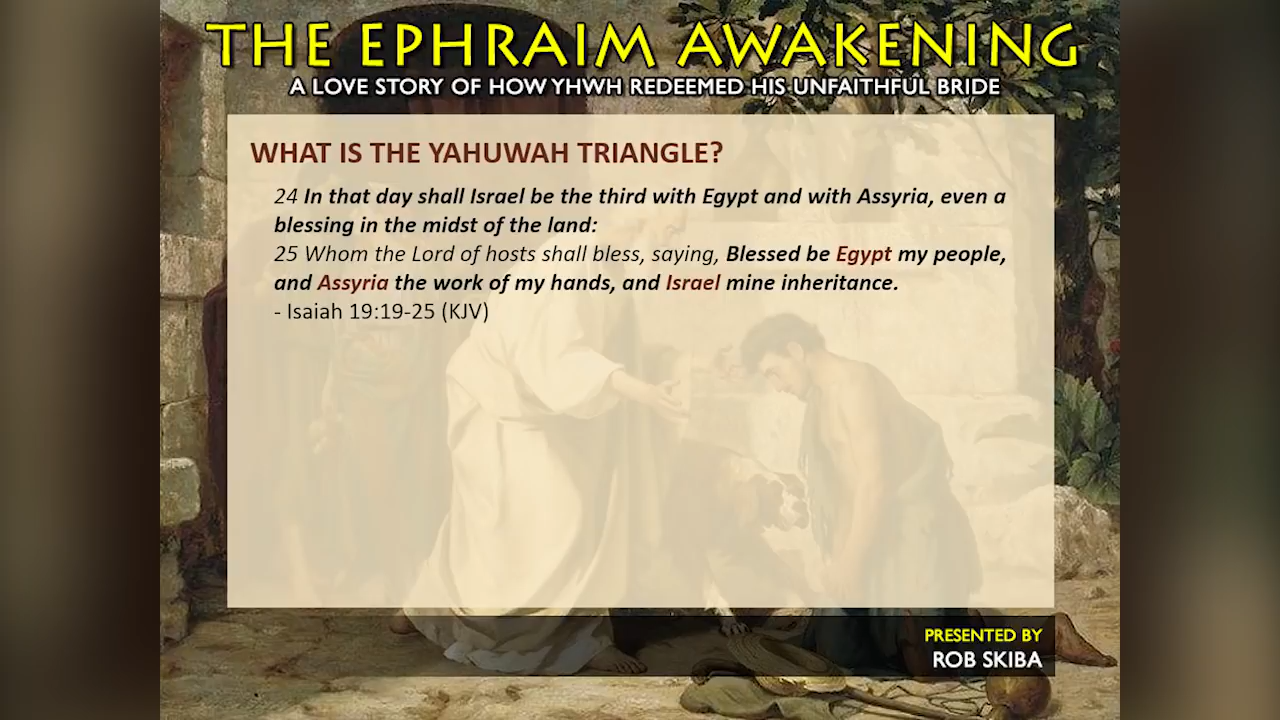 THE EPHRAIM AWAKENING
A LOVE STORY OF HOW YHWH REDEEMED HIS UNFAITHFUL BRIDE
WHAT IS THE YAHUWAH TRIANGLE?
24 In that day shall Israel be the third with Egypt and with Assyria, even a
blessing in the midst of the land:
25 Whom the Lord of hosts shall bless, saying, Blessed be Egypt my people,
and Assyria the work of my hands, and Israel mine inheritance.
- Isaiah 19:19-25 (KJV)
PRESENTED BY
ROB SKIBA